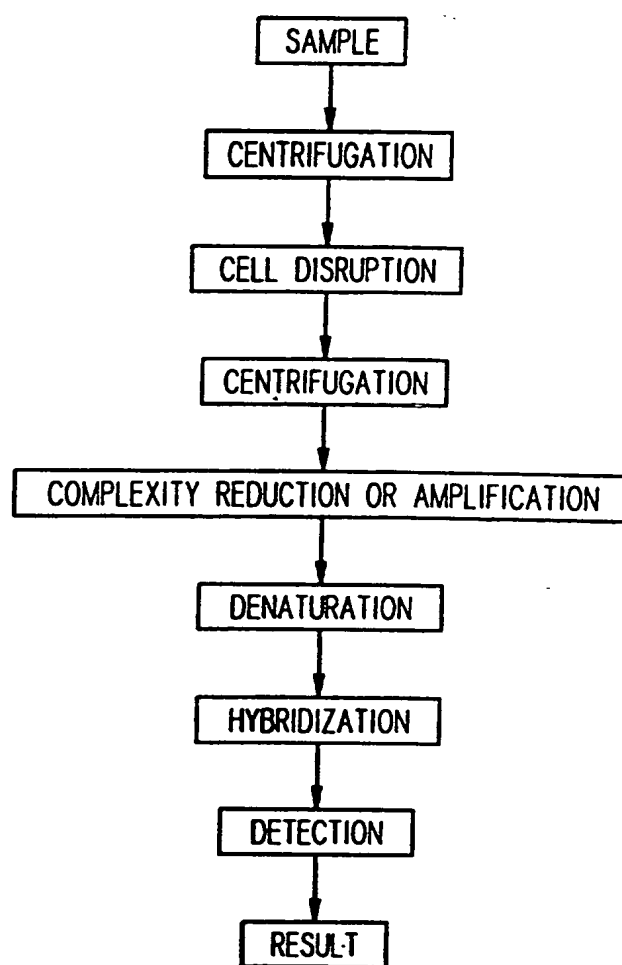 SAMPLE
CENTRIFUGATION
CELL DISRUPTION
CENTRIFUGATION
COMPLEXITY REDUCTION OR AMPLIFICATION
DENATURATION
HYBRIDIZATION
DETECTION
RESULT